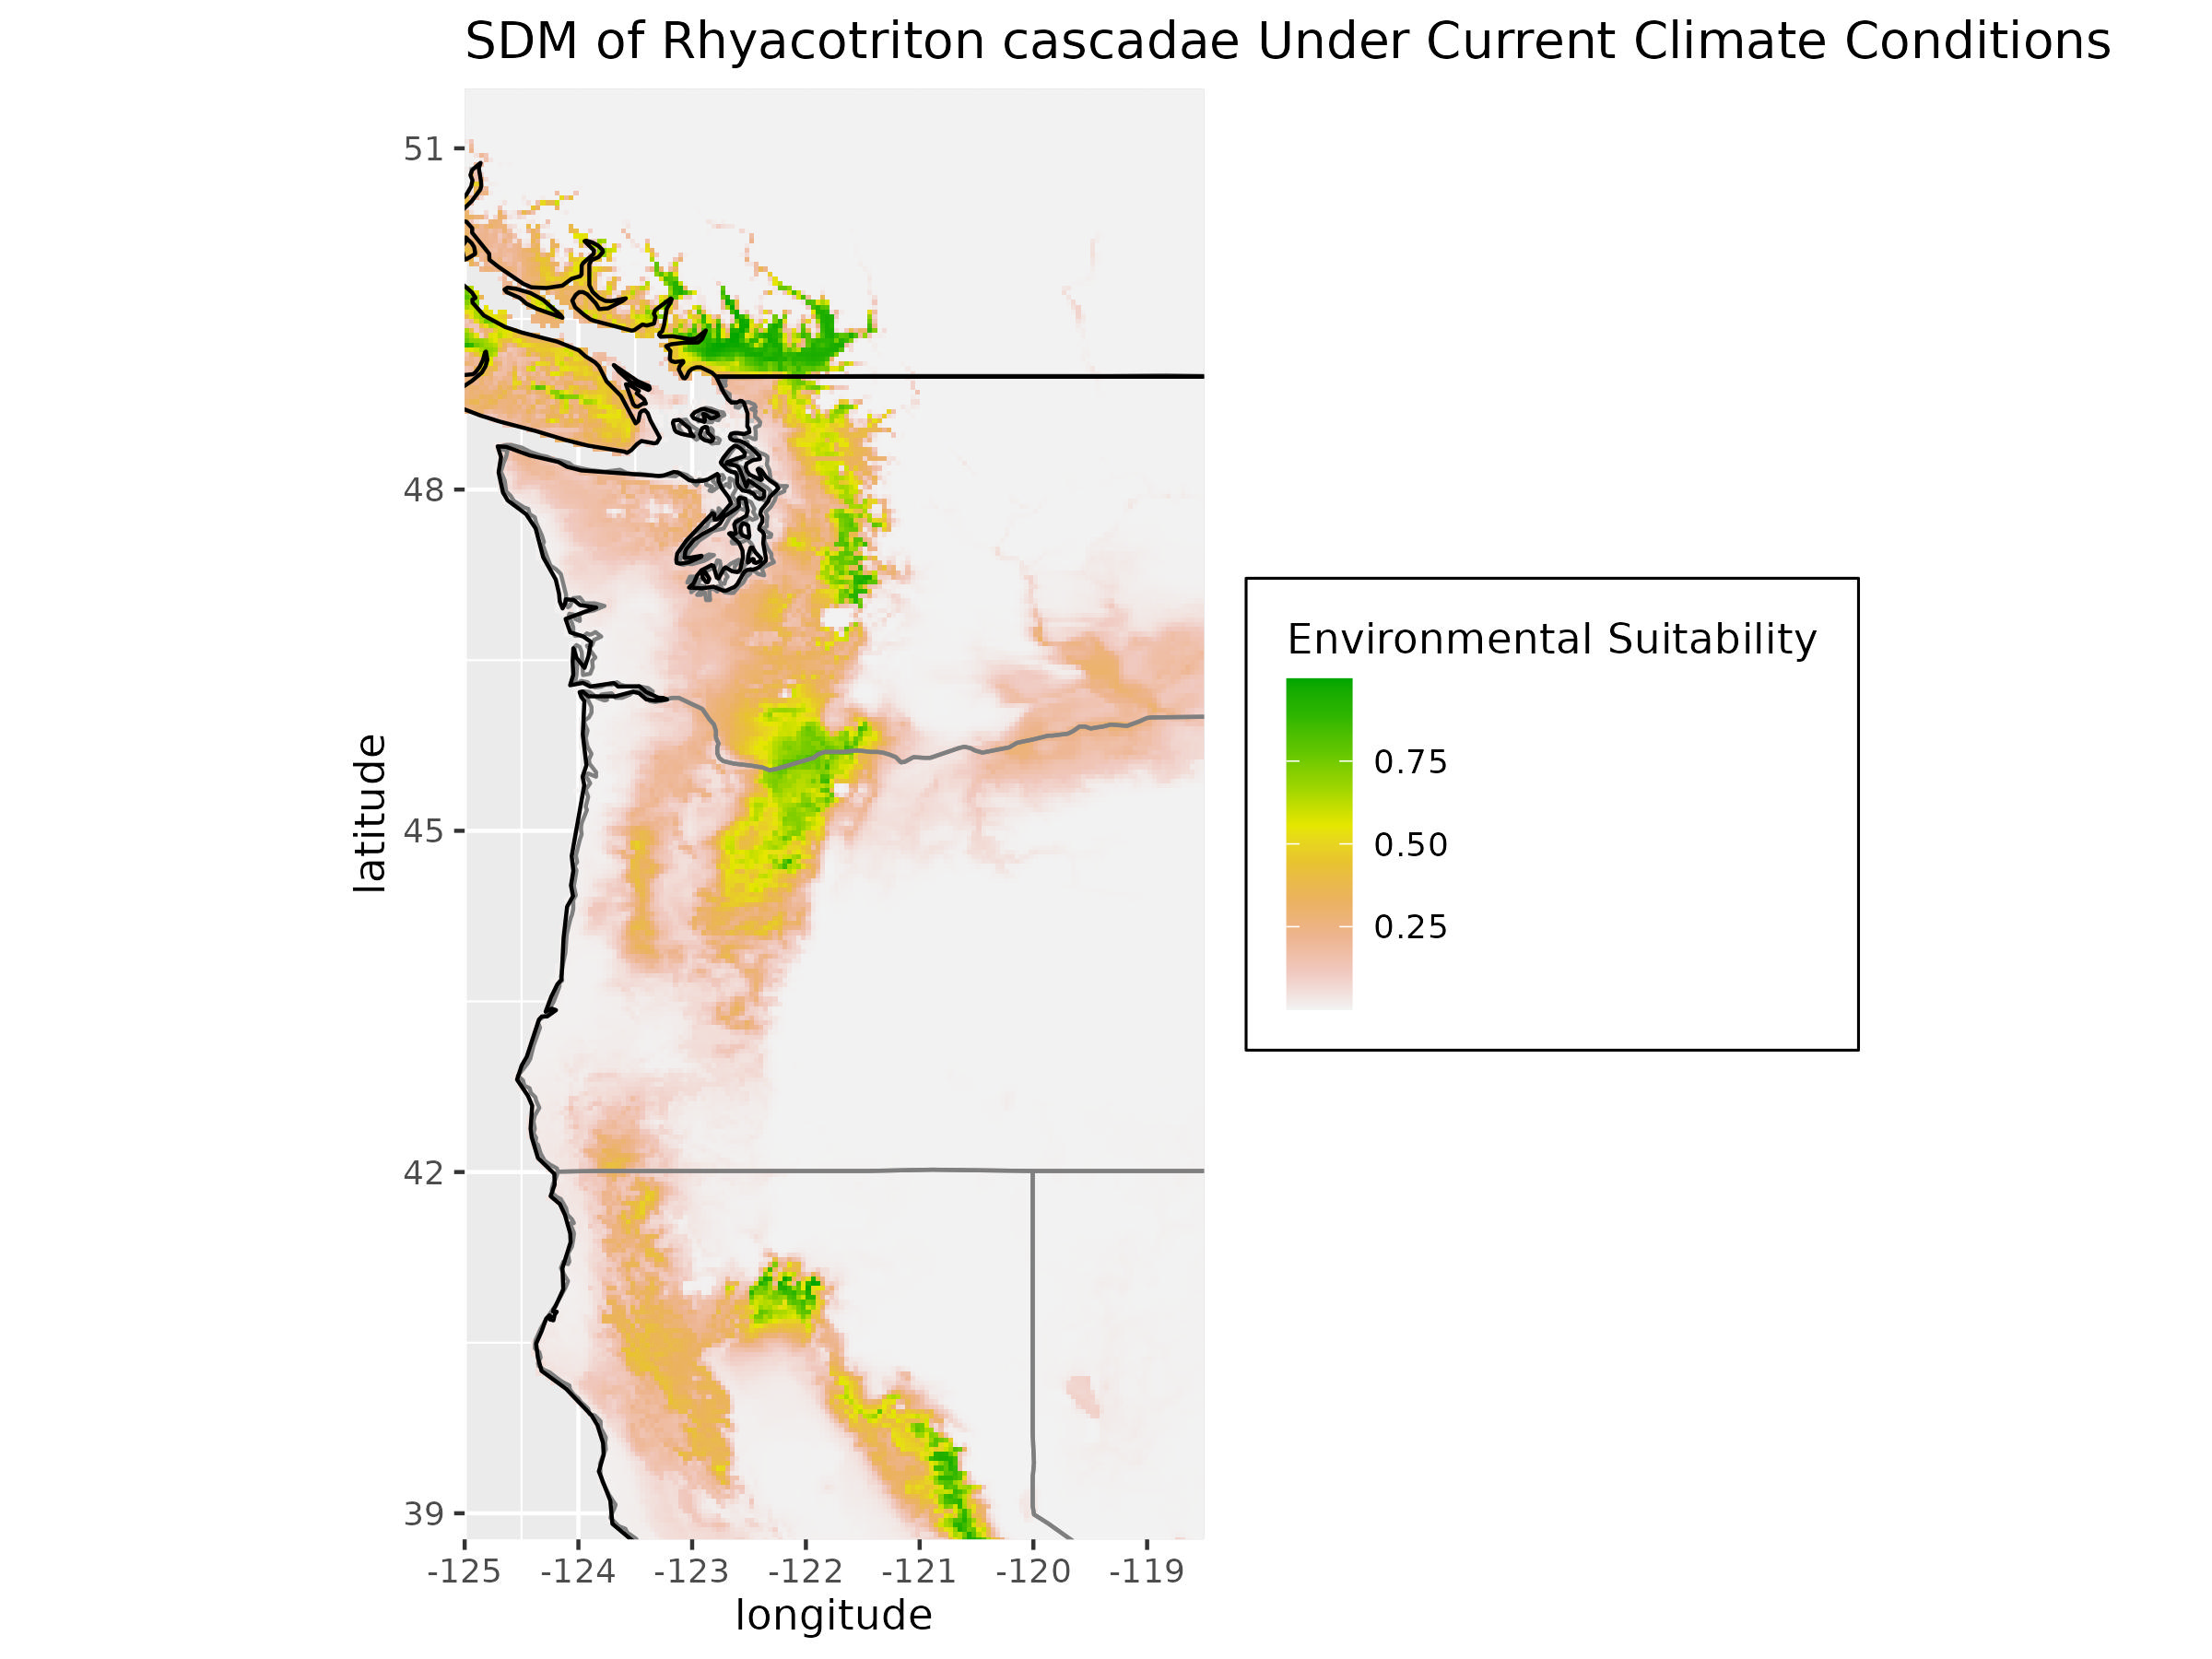 SDM of Rhyacotriton cascadae Under Current Climate Conditions
51
48
45
42
39
latitude
-125 -124 -123 -122 -121 -120 -119
longitude
Environmental Suitability
0.75
0.50
0.25